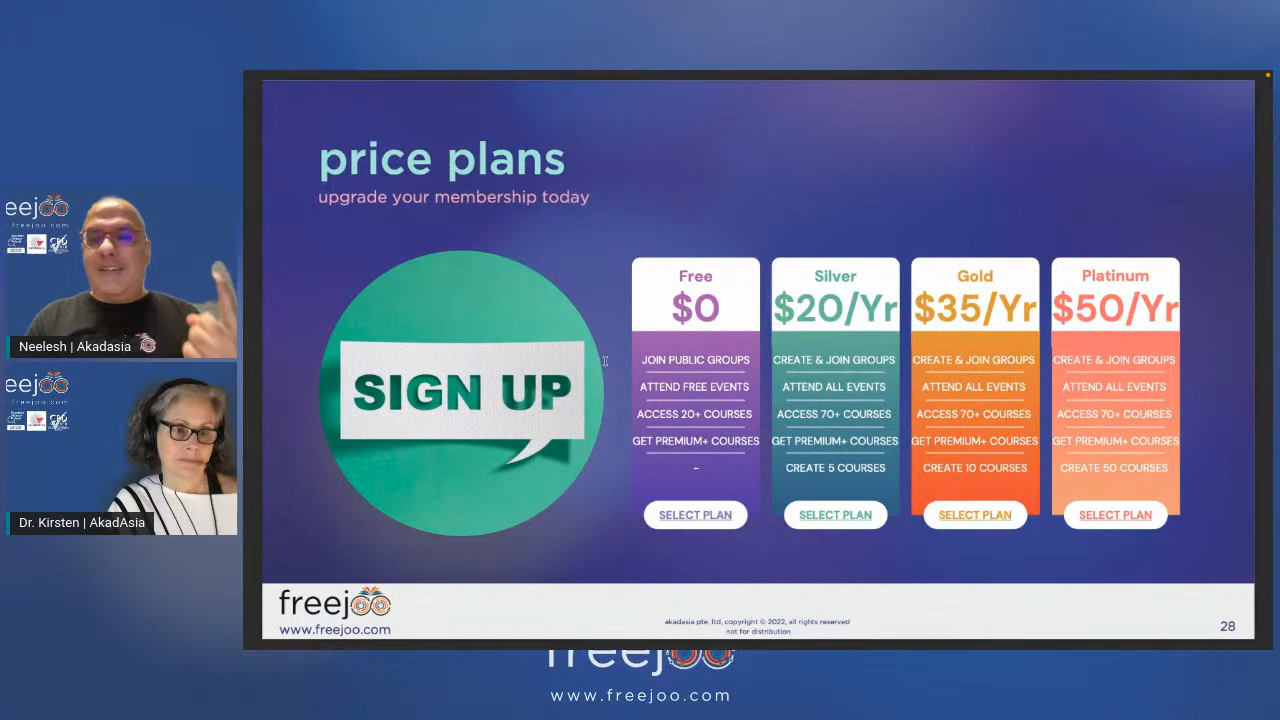 eejoo
freejoo.com
Neelesh | Akadasia
eejoo
freejoo.com
Dr. Kirsten | AkadAsia
price plans
upgrade your membership today
SIGN UP
Free
$0
JOIN PUBLIC GROUPS
ATTEND FREE EVENTS
ACCESS 20+ COURSES
GET PREMIUM+ COURSES
-
SELECT PLAN
Silver
$20/Yr
CREATE & JOIN GROUPS
ATTEND ALL EVENTS
ACCESS 70+ COURSES
GET PREMIUM+ COURSES
CREATE 5 COURSES
SELECT PLAN
Gold
$35/Yr
CREATE & JOIN GROUPS
ATTEND ALL EVENTS
ACCESS 70+ COURSES
GET PREMIUM+ COURSES
CREATE 10 COURSES
SELECT PLAN
Platinum
$50/Yr
CREATE & JOIN GROUPS
ATTEND ALL EVENTS
ACCESS 70+ COURSES
GET PREMIUM+ COURSES
CREATE 50 COURSES
SELECT PLAN
freejoo
www.freejoo.com
akadasia pte. ltd, copyright © 2022, all rights reserved
not for distribution
28
freejoo
www.freejoo.com